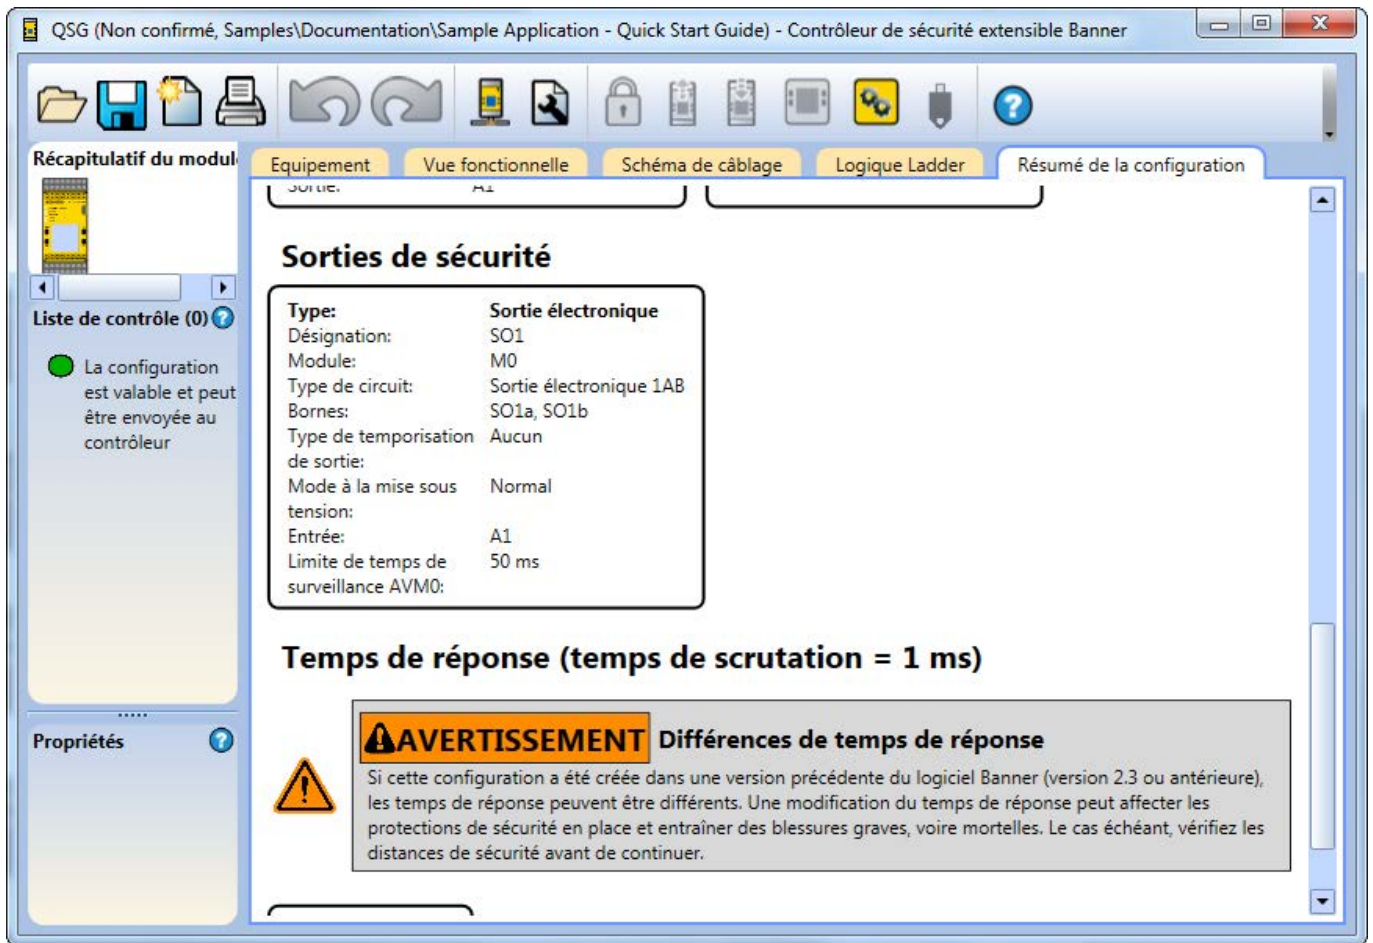 QSG (Non confirmé, Samples\Documentation\Sample Application - Quick Start Guide) - Contrôleur de sécurité extensible Banner
Récapitulatif du modul
Equipement
Vue fonctionnelle
Schéma de câblage
Logique Ladder
Résumé de la configuration
Sortie: A1
Sorties de sécurité
Type: Sortie électronique
Désignation: SO1
Module: M0
Type de circuit: Sortie électronique 1AB
Bornes: SO1a, SO1b
Type de temporisation Aucun
de sortie:
Mode à la mise sous Normal
tension:
Entrée: A1
Limite de temps de 50 ms
surveillance AVM0:
Liste de contrôle (0)
La configuration
est valable et peut
être envoyée au
contrôleur
Propriétés
Temps de réponse (temps de scrutation = 1 ms)
AVERTISSEMENT Différences de temps de réponse
Si cette configuration a été créée dans une version précédente du logiciel Banner (version 2.3 ou antérieure),
les temps de réponse peuvent être différents. Une modification du temps de réponse peut affecter les
protections de sécurité en place et entraîner des blessures graves, voire mortelles. Le cas échéant, vérifiez les
distances de sécurité avant de continuer.